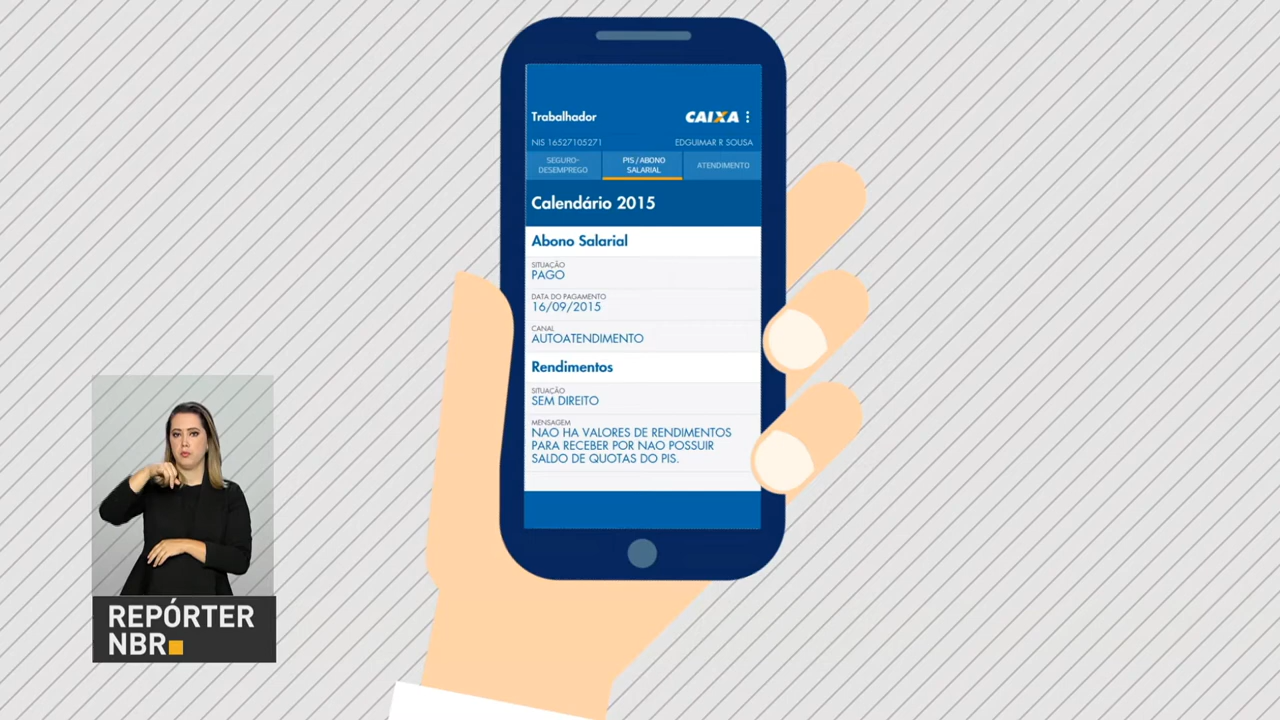 Trabalhador
CAIXA
NIS 16527105271
EDGUIMAR R SOUSA
SEGURO-
DESEMPREGO
PIS / ABONO
SALARIAL
ATENDIMENTO
Calendário 2015
Abono Salarial
SITUAÇÃO
PAGO
DATA DO PAGAMENTO
16/09/2015
CANAL
AUTOATENDIMENTO
Rendimentos
SITUAÇÃO
SEM DIREITO
MENSAGEM
NAO HA VALORES DE RENDIMENTOS
PARA RECEBER POR NAO POSSUIR
SALDO DE QUOTAS DO PIS.
REPÓRTER
NBR